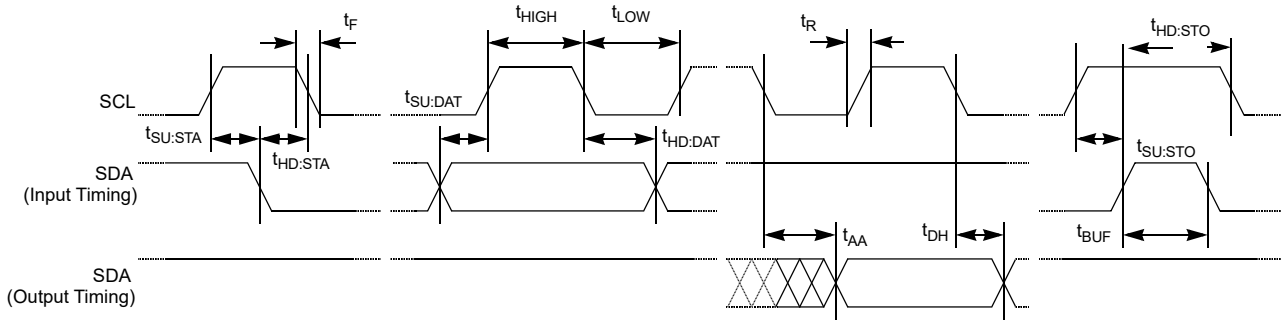 tF
tHIGH
tLOW
tR
tHD:STO
SCL
tSU:DAT
tSU:STA
tHD:STA
tHD:DAT
tSU:STO
SDA
(Input Timing)
tAA
tDH
tBUF
SDA
(Output Timing)